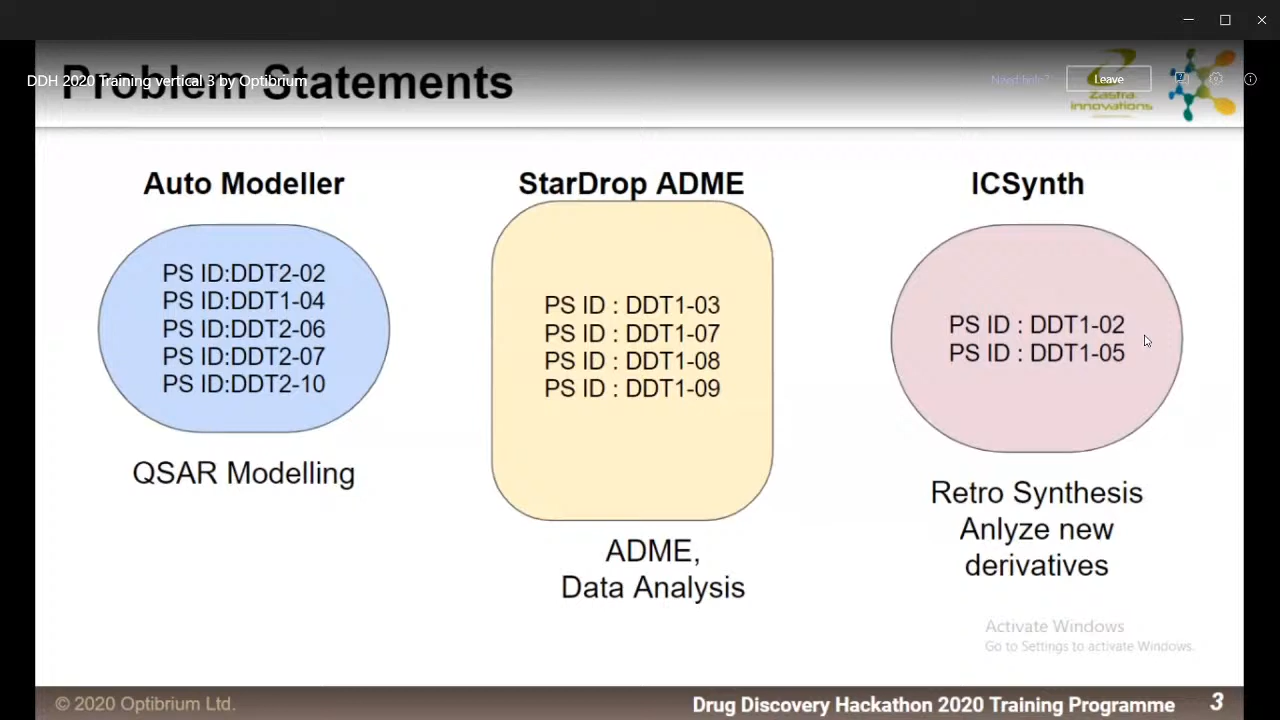 Problem Statements
DDH 2020 Training vertical 3 by Optibrium
Need help?
Leave
Zastra
innovations
Auto Modeller
PS ID:DDT2-02
PS ID:DDT1-04
PS ID:DDT2-06
PS ID:DDT2-07
PS ID:DDT2-10
QSAR Modelling
StarDrop ADME
PS ID : DDT1-03
PS ID : DDT1-07
PS ID : DDT1-08
PS ID : DDT1-09
ADME,
Data Analysis
ICSynth
PS ID : DDT1-02
PS ID : DDT1-05
Retro Synthesis
Anlyze new
derivatives
Activate Windows
Go to Settings to activate Windows.
© 2020 Optibrium Ltd.
Drug Discovery Hackathon 2020 Training Programme
3